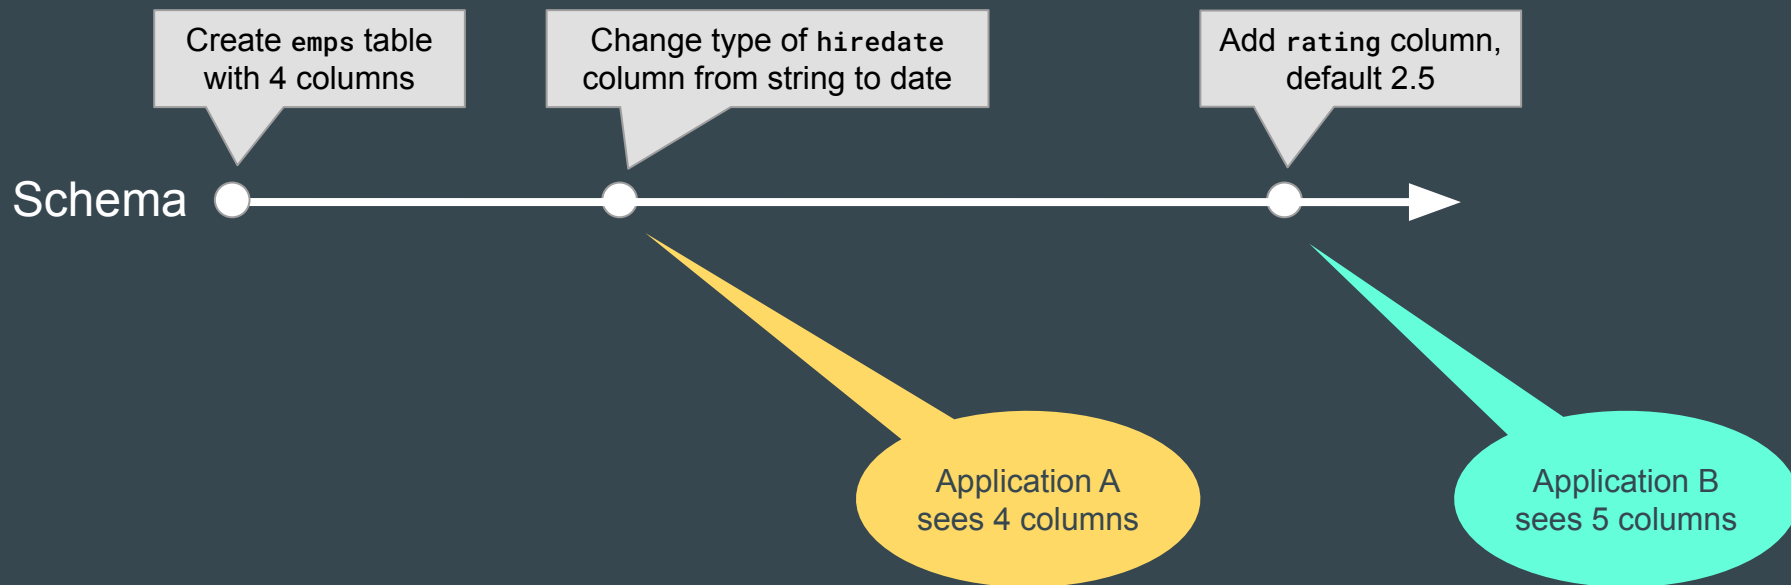 Create emps table
with 4 columns
Change type of hiredate
column from string to date
Add rating column,
default 2.5
Schema
Application A
sees 4 columns
Application B
sees 5 columns